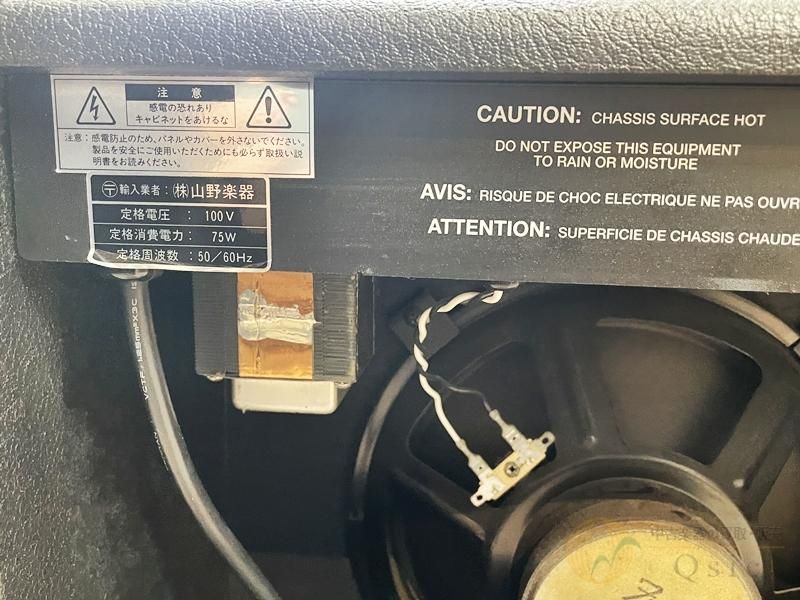 注 意
感電の恐れあり
キャビネットをあけるな
注意：感電防止のため、パネルやカバーを外さないでください。
製品を安全にご使用いただくためにも必ず取扱い説
明書をお読みください。
〒輸入業者：㈱山野楽器
定格電圧 ： 100V
定格消費電力： 75W
定格周波数 ：50／60Hz
CAUTION: CHASSIS SURFACE HOT
DO NOT EXPOSE THIS EQUIPMENT
TO RAIN OR MOISTURE
AVIS: RISQUE DE CHOC ELECTRIQUE NE PAS OUVR
ATTENTION: SUPERFICIE DE CHASSIS CHAUDE